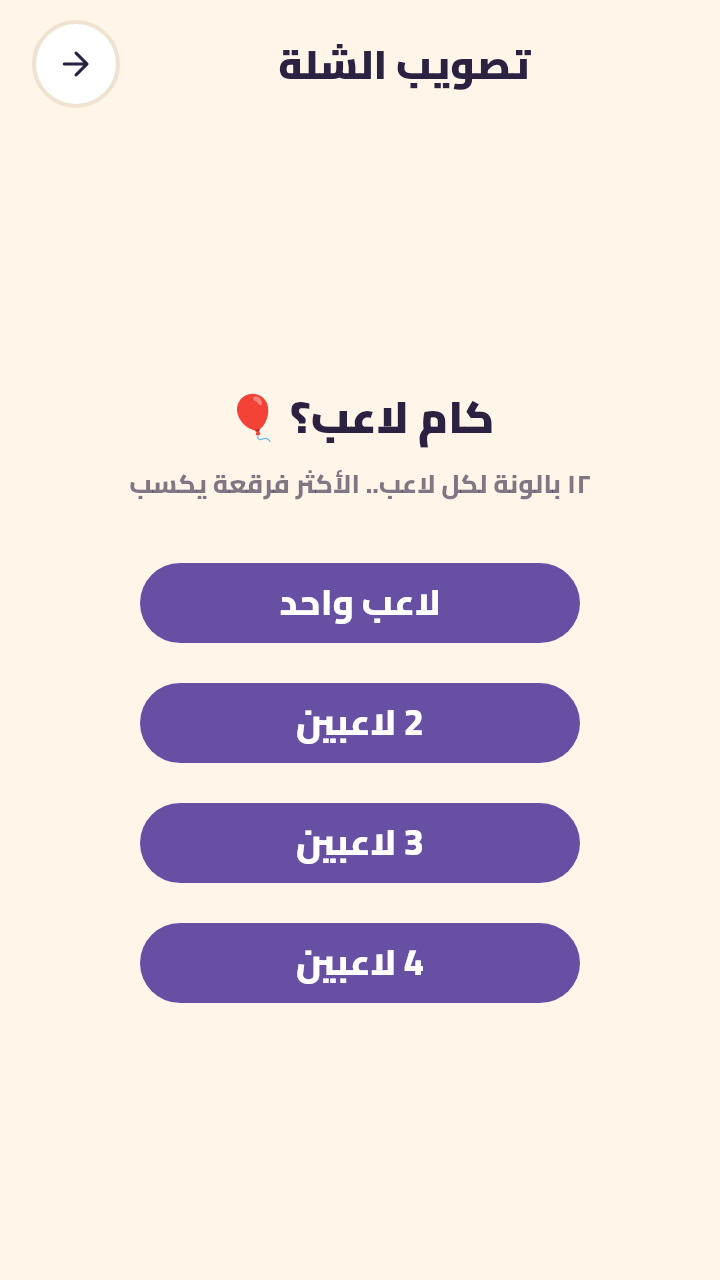 تصويب الشلة
كام لاعب؟ 🎈
١٢ بالونة لكل لاعب.. الأكثر فرقعة يكسب
لاعب واحد
2 لاعبين
3 لاعبين
4 لاعبين